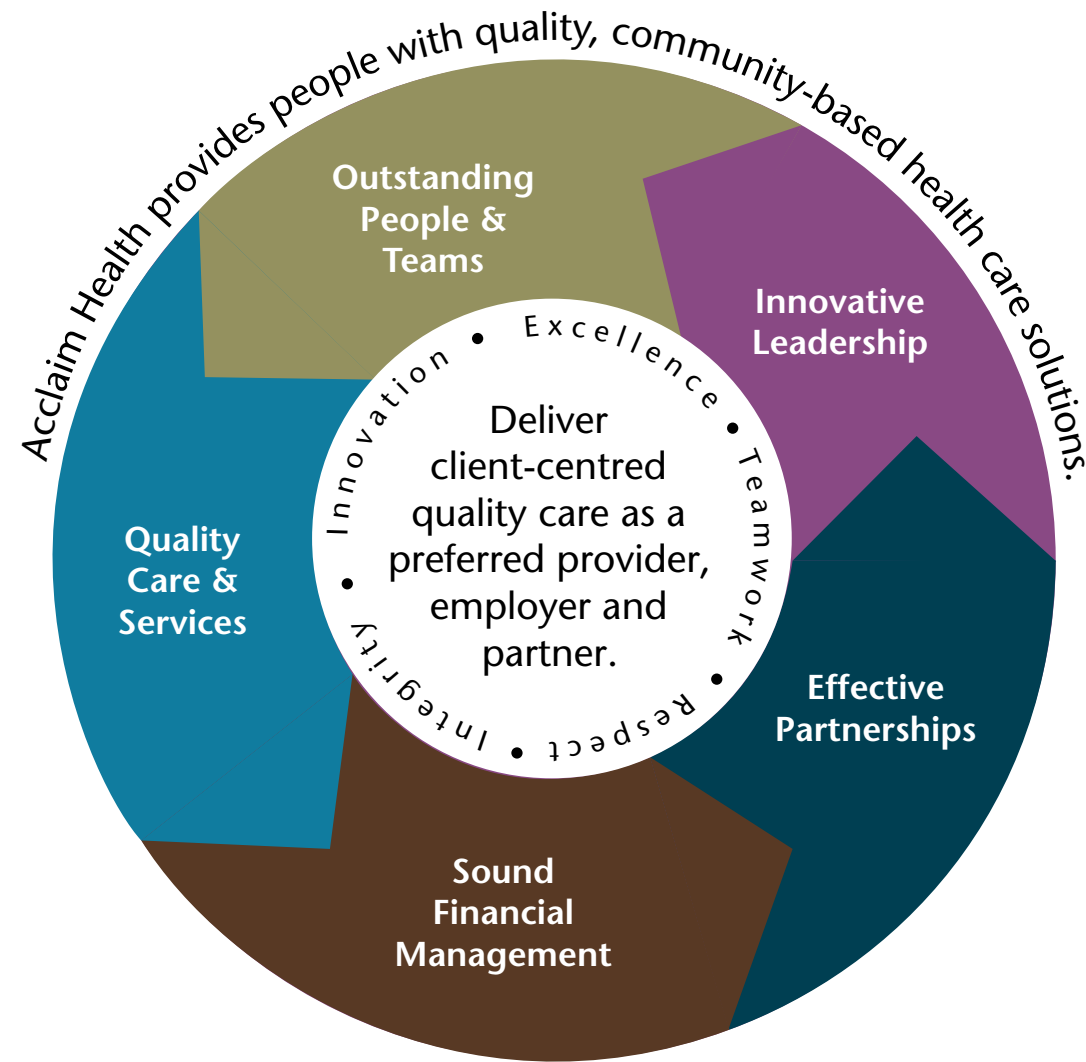 Acclaim Health provides people with quality, community-based health care solutions.
Outstanding
People &
Teams
Innovative
Leadership
Effective
Partnerships
Sound
Financial
Management
Quality
Care &
Services
Excellence • Teamwork • Respect • Integrity • Innovation •
Deliver
client-centred
quality care as a
preferred provider,
employer and
partner.